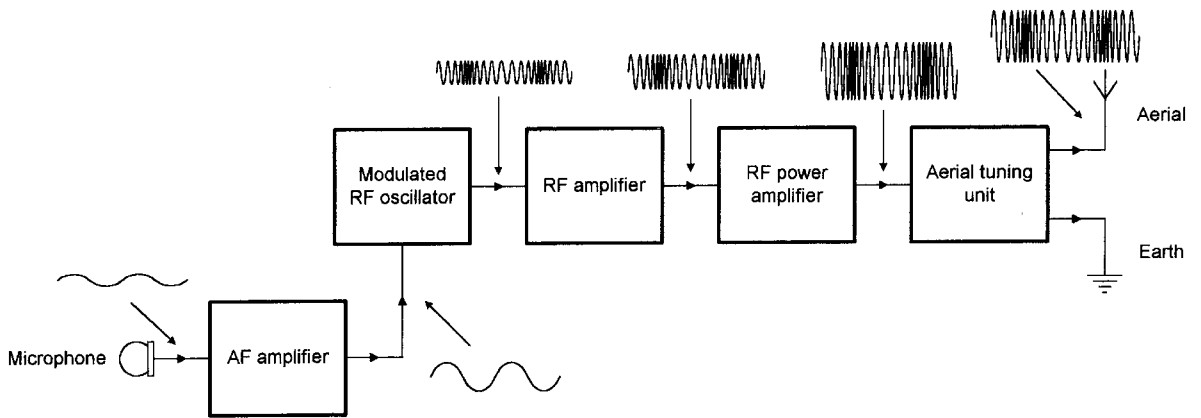 Aerial
Modulated
RF oscillator
RF amplifier
RF power
amplifier
Aerial tuning
unit
Earth
Microphone
AF amplifier